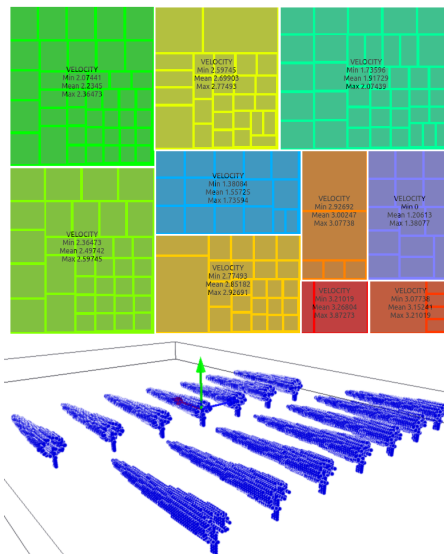 VELOCITY
Min 2.07441
Mean 2.2345
Max 2.36473
VELOCITY
Min 2.59745
Mean 2.69903
Max 2.77493
VELOCITY
Min 1.73596
Mean 1.91729
Max 2.07439
VELOCITY
Min 2.36473
Mean 2.49742
Max 2.59745
VELOCITY
Min 1.38084
Mean 1.55725
Max 1.73594
VELOCITY
Min 2.92692
Mean 3.00247
Max 3.07738
VELOCITY
Min 0
Mean 1.20613
Max 1.38077
VELOCITY
Min 2.77493
Mean 2.85182
Max 2.92691
VELOCITY
Min 3.21019
Mean 3.26804
Max 3.87273
VELOCITY
Min 3.07738
Mean 3.15241
Max 3.21019